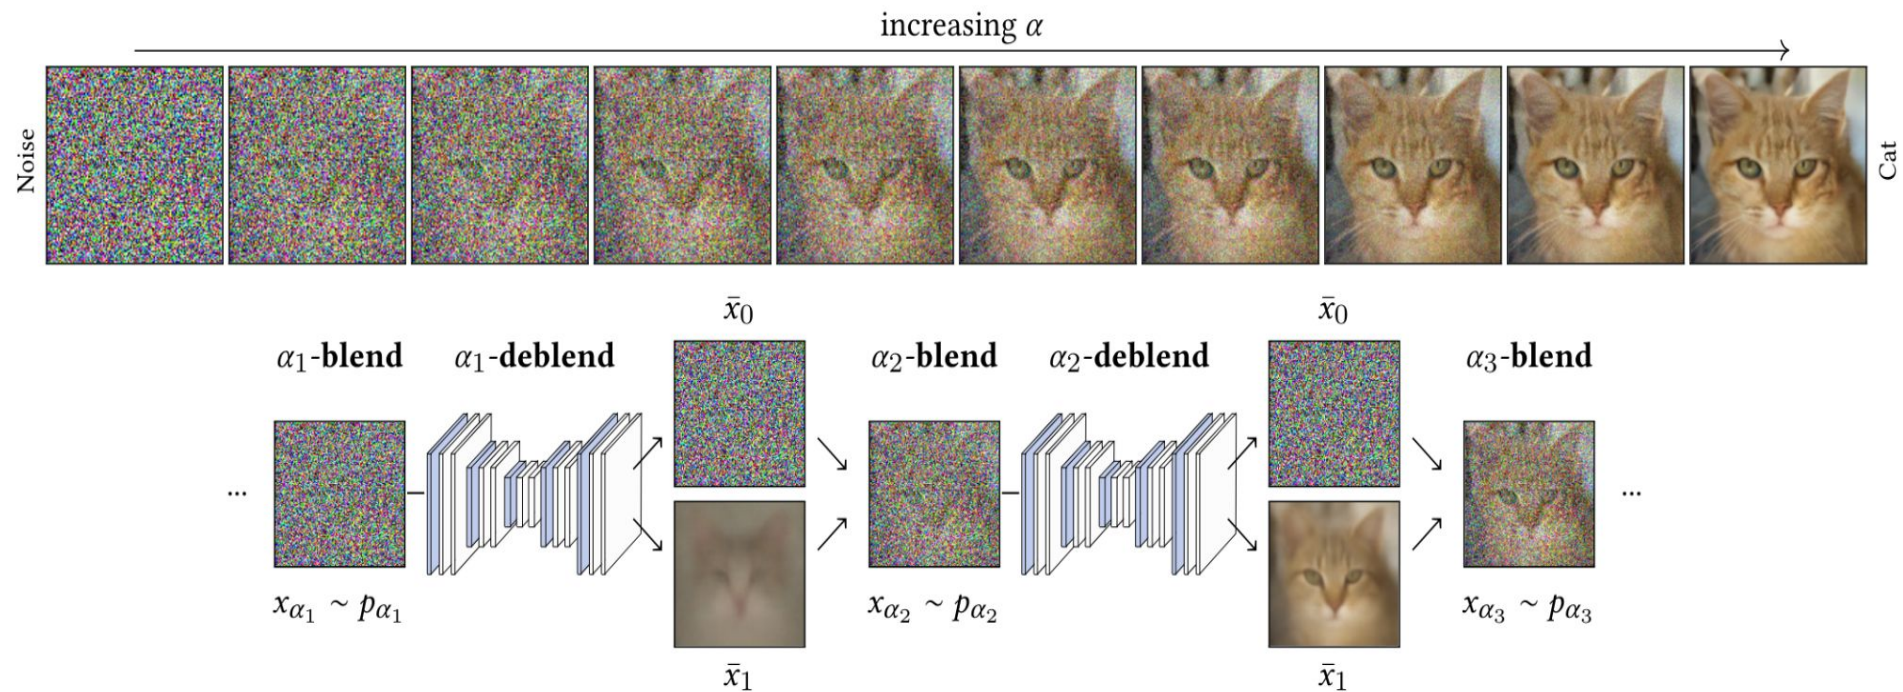 increasing α
Noise
Cat
x̄₀
x̄₀
α₁-blend
α₁-deblend
α₂-blend
α₂-deblend
α₃-blend
...
...
xα₁ ~ pα₁
xα₂ ~ pα₂
xα₃ ~ pα₃
x̄₁
x̄₁